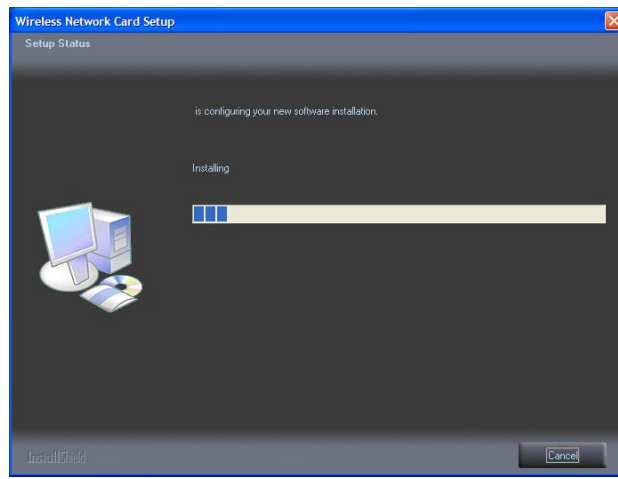 Wireless Network Card Setup
Setup Status
is configuring your new software installation.
Installing
InstallShield
Cancel